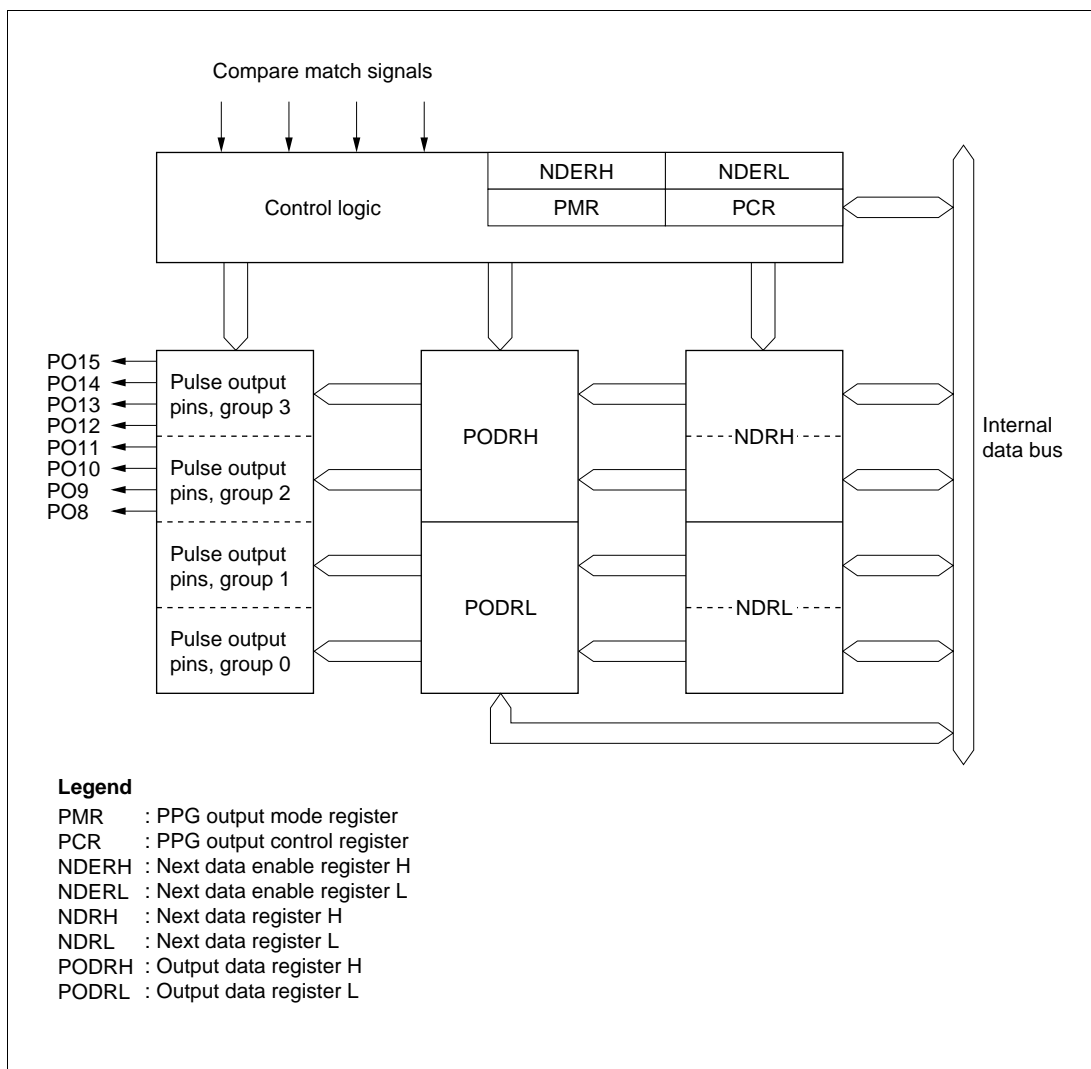 Compare match signals
Control logic
NDERH
NDERL
PMR
PCR
PO15
PO14
PO13
PO12
PO11
PO10
PO9
PO8
Pulse output
pins, group 3
Pulse output
pins, group 2
Pulse output
pins, group 1
Pulse output
pins, group 0
PODRH
PODRL
NDRH
NDRL
Internal
data bus
Legend
PMR : PPG output mode register
PCR : PPG output control register
NDERH : Next data enable register H
NDERL : Next data enable register L
NDRH : Next data register H
NDRL : Next data register L
PODRH : Output data register H
PODRL : Output data register L